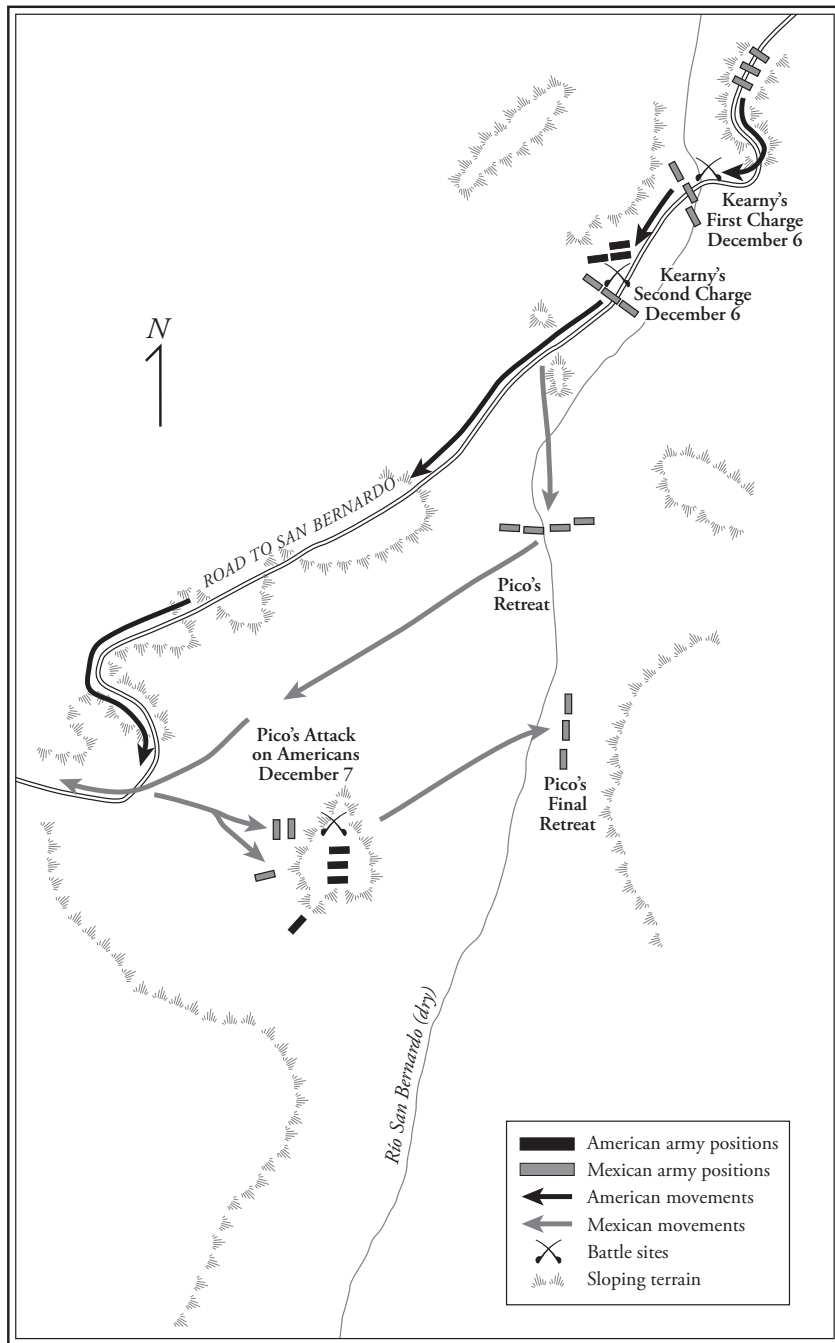 Kearny's
First Charge
December 6
Kearny's
Second Charge
December 6
N
ROAD TO SAN BERNARDO
Pico's
Retreat
Pico's Attack
on Americans
December 7
Pico's
Final
Retreat
Río San Bernardo (dry)
American army positions
Mexican army positions
American movements
Mexican movements
Battle sites
Sloping terrain